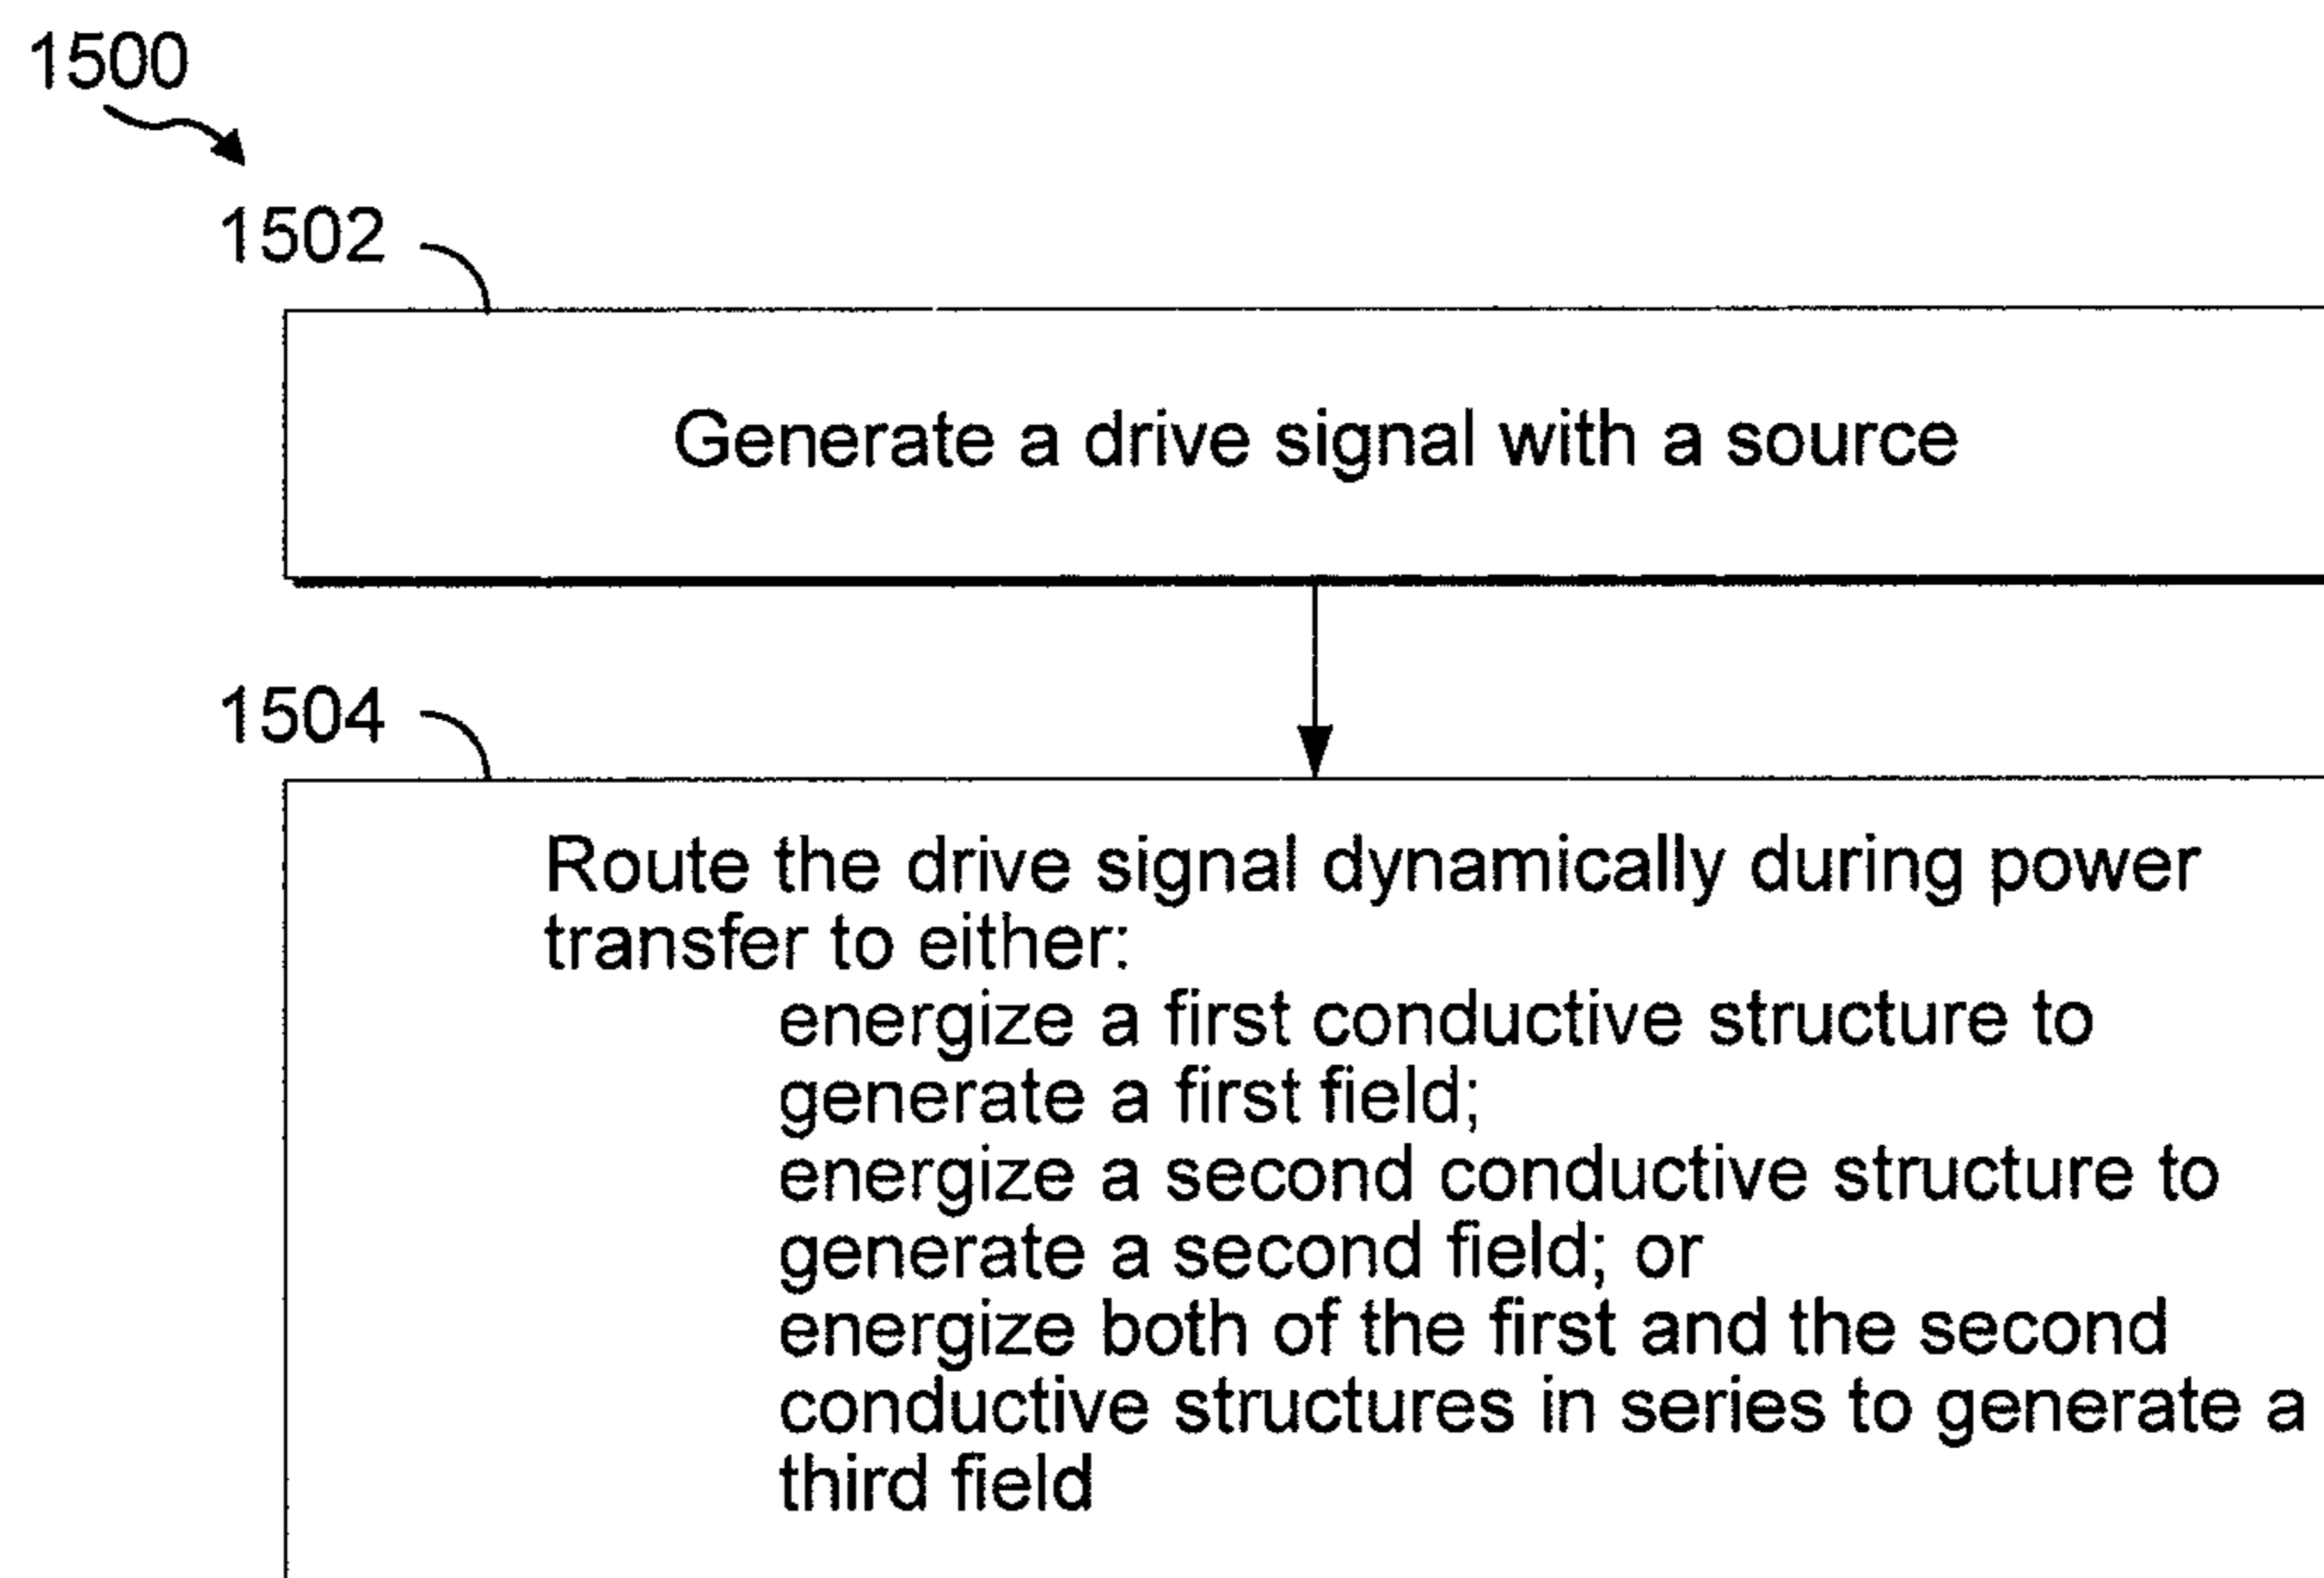 1500
1502
Generate a drive signal with a source
1504
Route the drive signal dynamically during power
transfer to either:
energize a first conductive structure to
generate a first field;
energize a second conductive structure to
generate a second field; or
energize both of the first and the second
conductive structures in series to generate a
third field